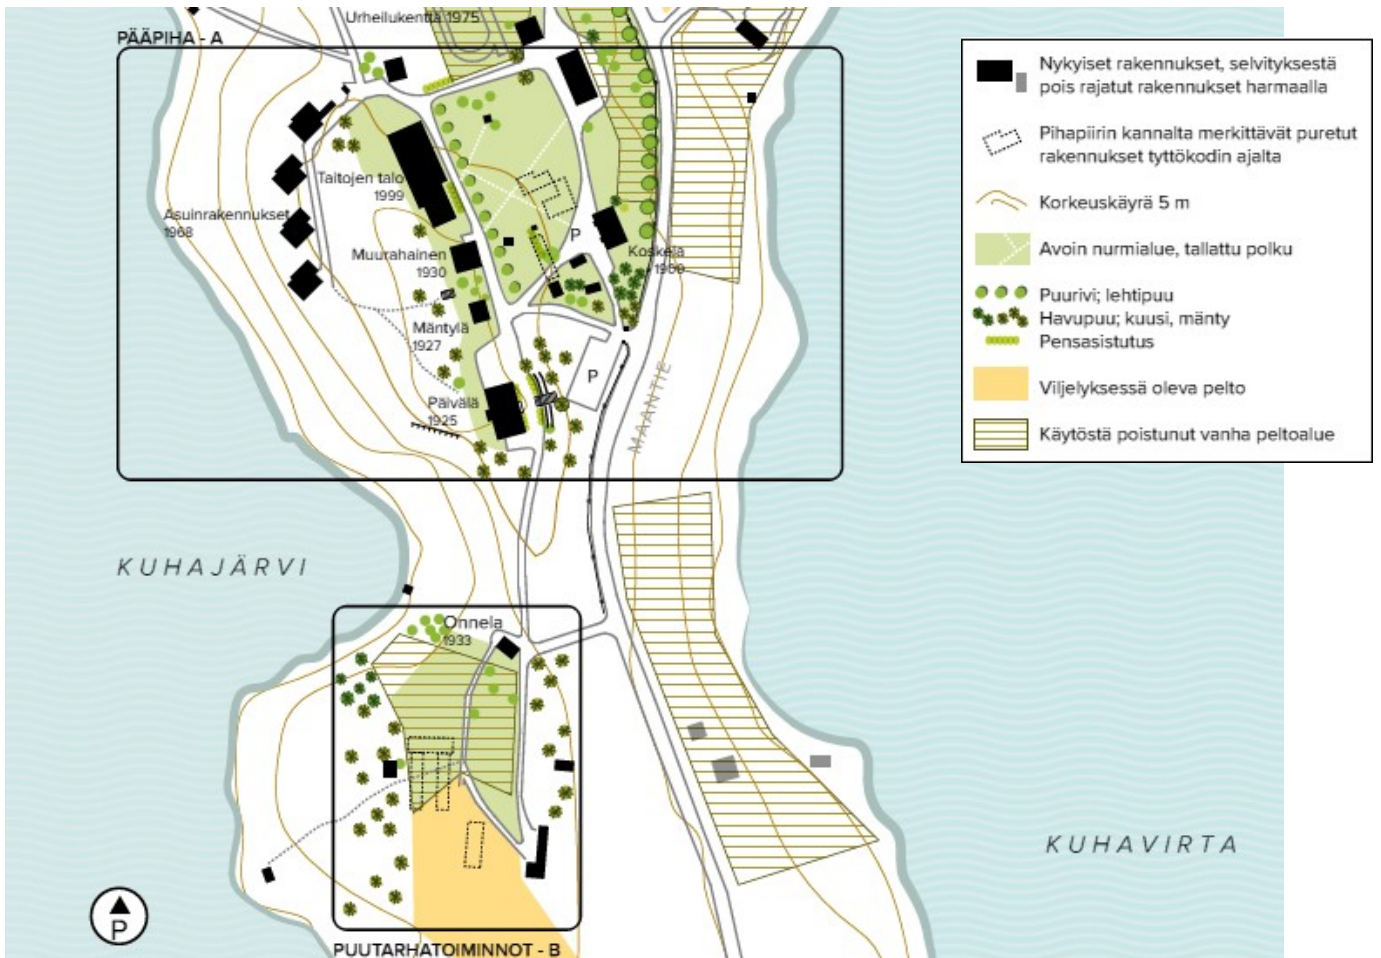 Urheilukenttä 1975
PÄÄPIHA - A
Taitojen talo
1999
Asuinrakennukset
1968
Muurahainen
1930
P
Koskela
1900
Mäntylä
1927
P
MAANTIE
Päivälä
1925
KUHAJÄRVI
Onnela
1933
KUHAVIRTA
P
PUUTARHATOIMINNOT - B
Nykyiset rakennukset, selvityksestä
pois rajatut rakennukset harmaalla
Pihapiirin kannalta merkittävät puretut
rakennukset tyttökodin ajalta
Korkeuskäyrä 5 m
Avoin nurmialue, tallattu polku
Puurivi; lehtipuu
Havupuu; kuusi, mänty
Pensasistutus
Viljelyksessä oleva pelto
Käytöstä poistunut vanha peltoalue